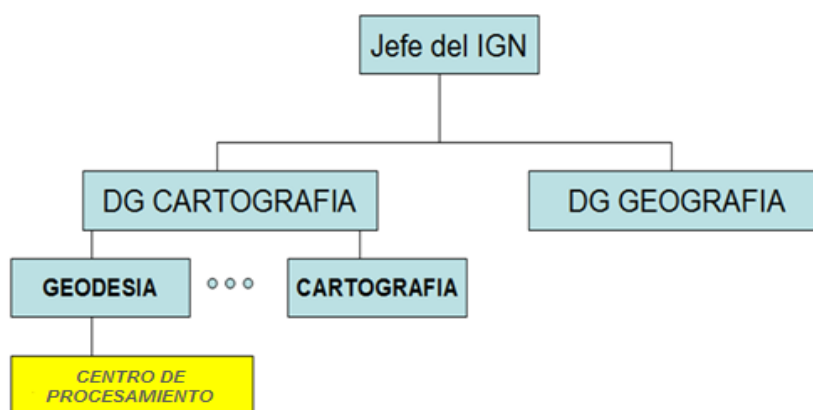 Jefe del IGN
DG CARTOGRAFIA
DG GEOGRAFIA
GEODESIA
CARTOGRAFIA
CENTRO DE
PROCESAMIENTO